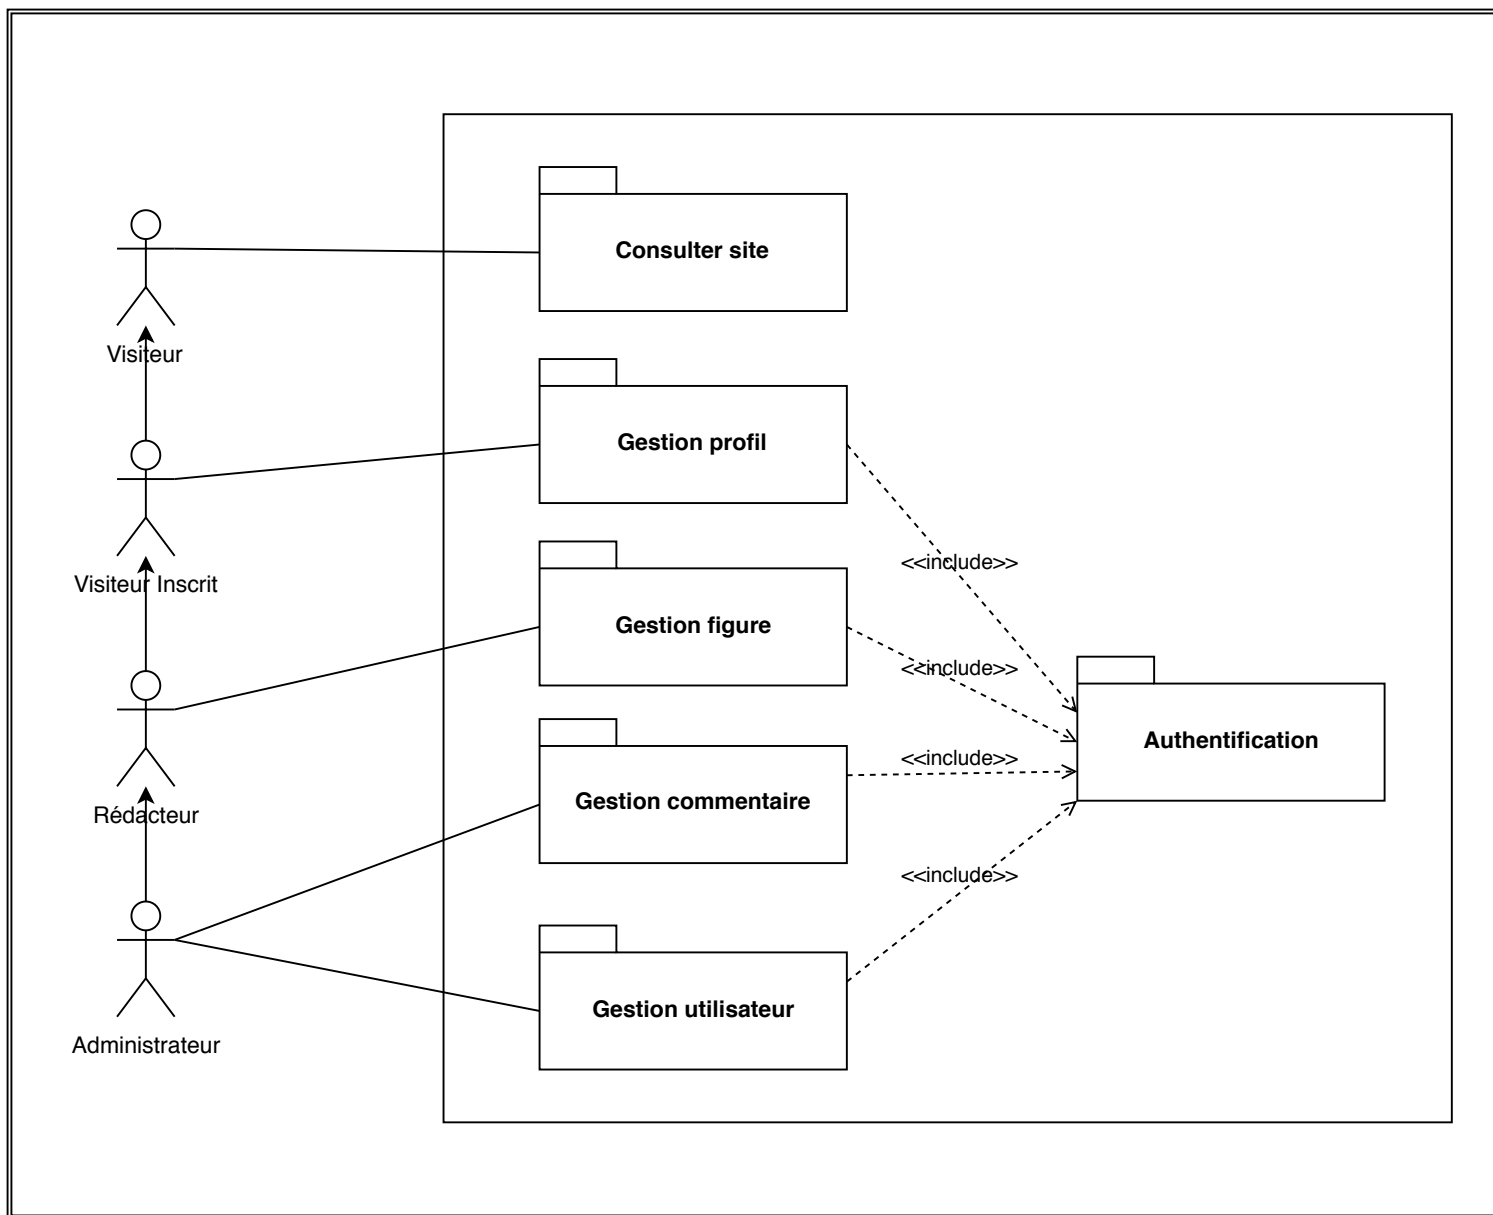 Consulter site
Visiteur
Gestion profil
<<include>>
Visiteur Inscrit
Gestion figure
<<include>>
Authentification
<<include>>
Gestion commentaire
Rédacteur
<<include>>
Gestion utilisateur
Administrateur